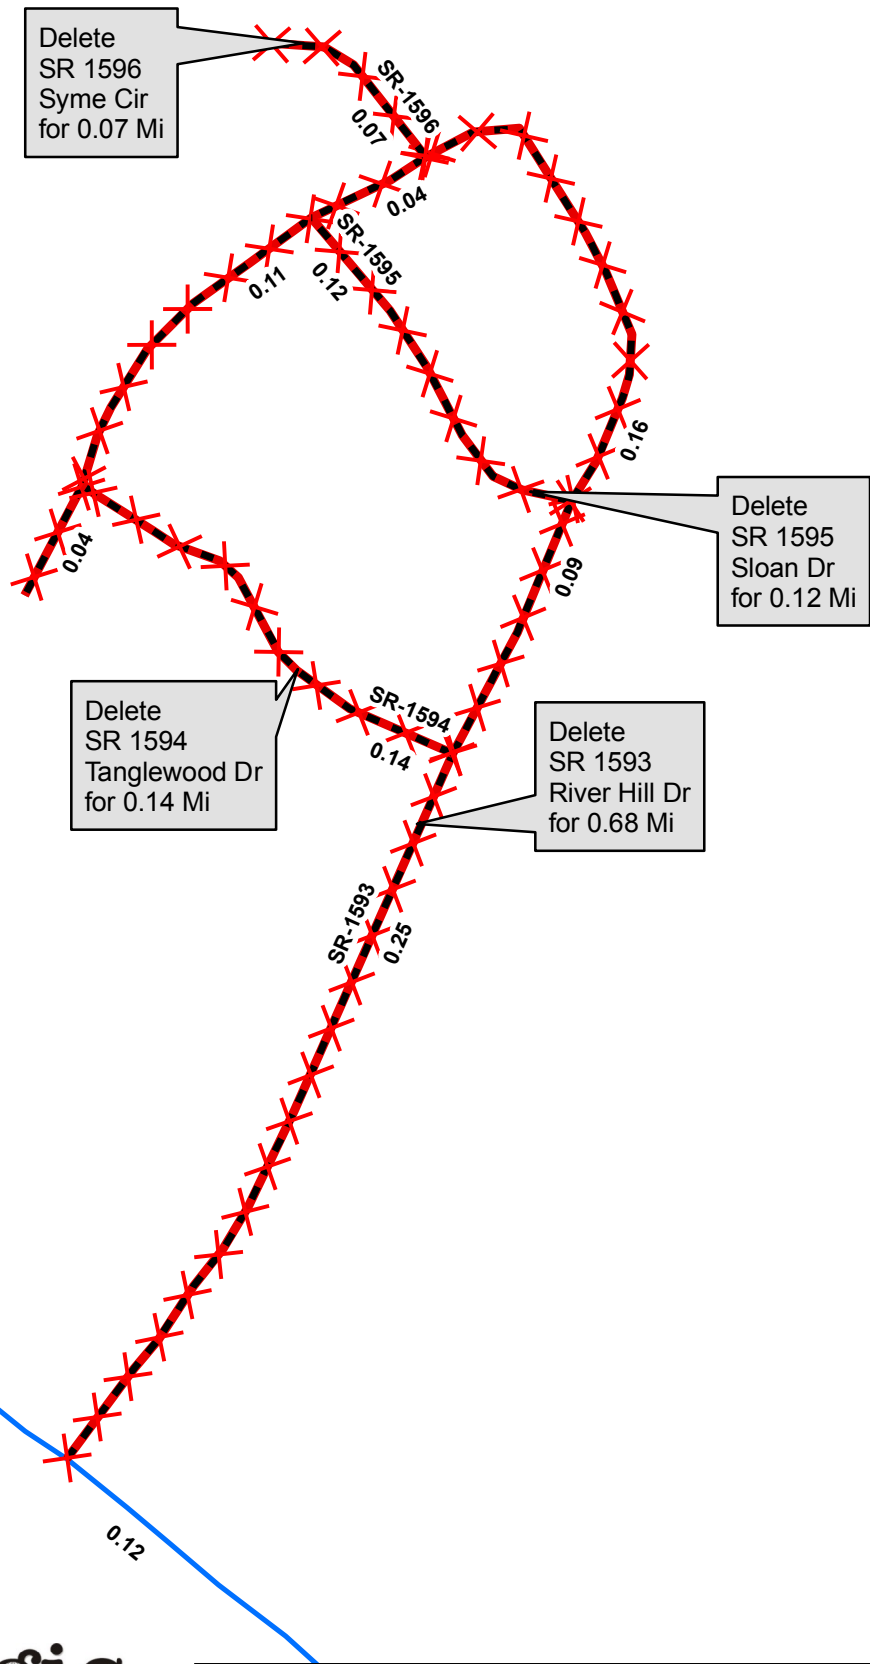 Delete
SR 1596
Syme Cir
for 0.07 Mi
SR-1596
0.07
0.04
SR-1595
0.12
0.11
0.16
Delete
SR 1595
Sloan Dr
for 0.12 Mi
0.04
0.09
Delete
SR 1594
Tanglewood Dr
for 0.14 Mi
SR-1594
0.14
Delete
SR 1593
River Hill Dr
for 0.68 Mi
SR-1593
0.25
0.12